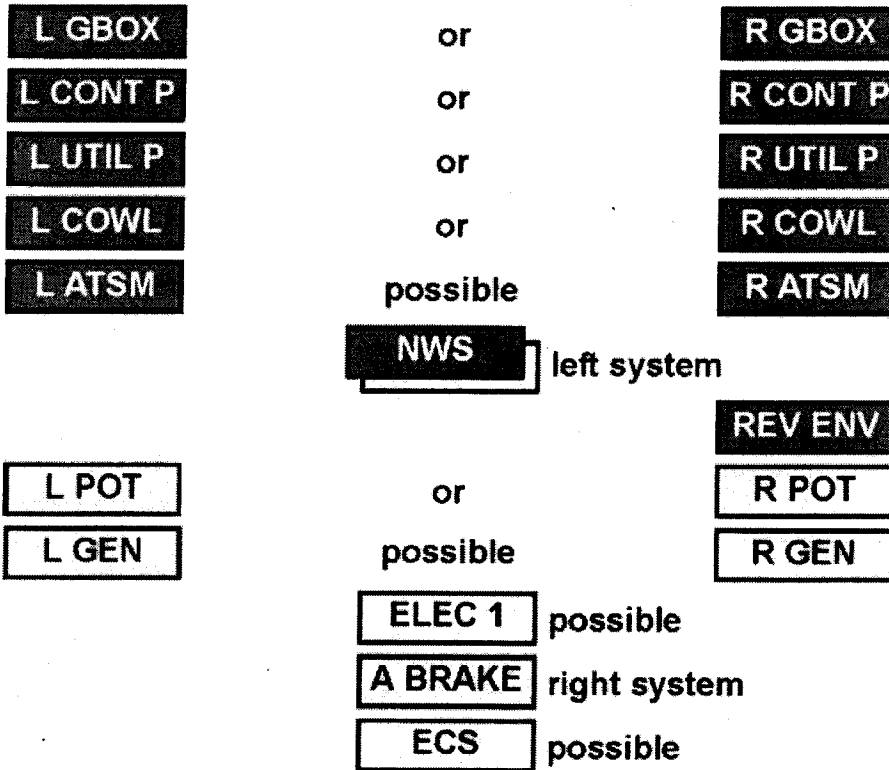 L GBOX or R GBOX
L CONT P or R CONT P
L UTIL P or R UTIL P
L COWL or R COWL
L ATSM possible R ATSM
NWS left system
REV ENV
L POT or R POT
L GEN possible R GEN
ELEC 1 possible
A BRAKE right system
ECS possible